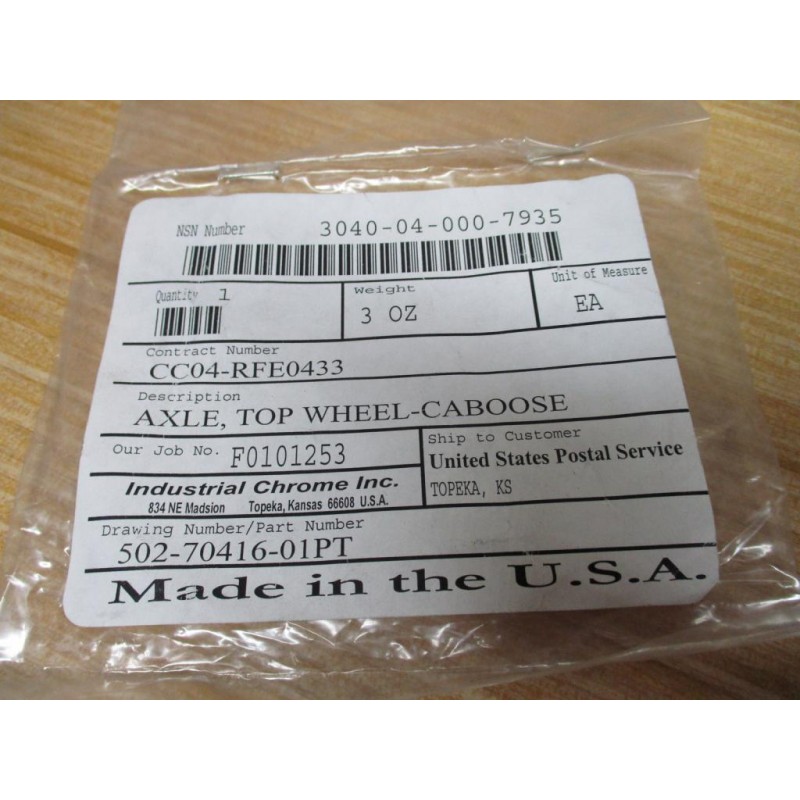 NSN Number 3040-04-000-7935
Quantity 1
Weight
3 OZ
Unit of Measure
EA
Contract Number
CC04-RFE0433
Description
AXLE, TOP WHEEL-CABOOSE
Our Job No. F0101253
Ship to Customer
United States Postal Service
TOPEKA, KS
Industrial Chrome Inc.
834 NE Madsion Topeka, Kansas 66608 U.S.A.
Drawing Number/Part Number
502-70416-01PT
Made in the U.S.A.